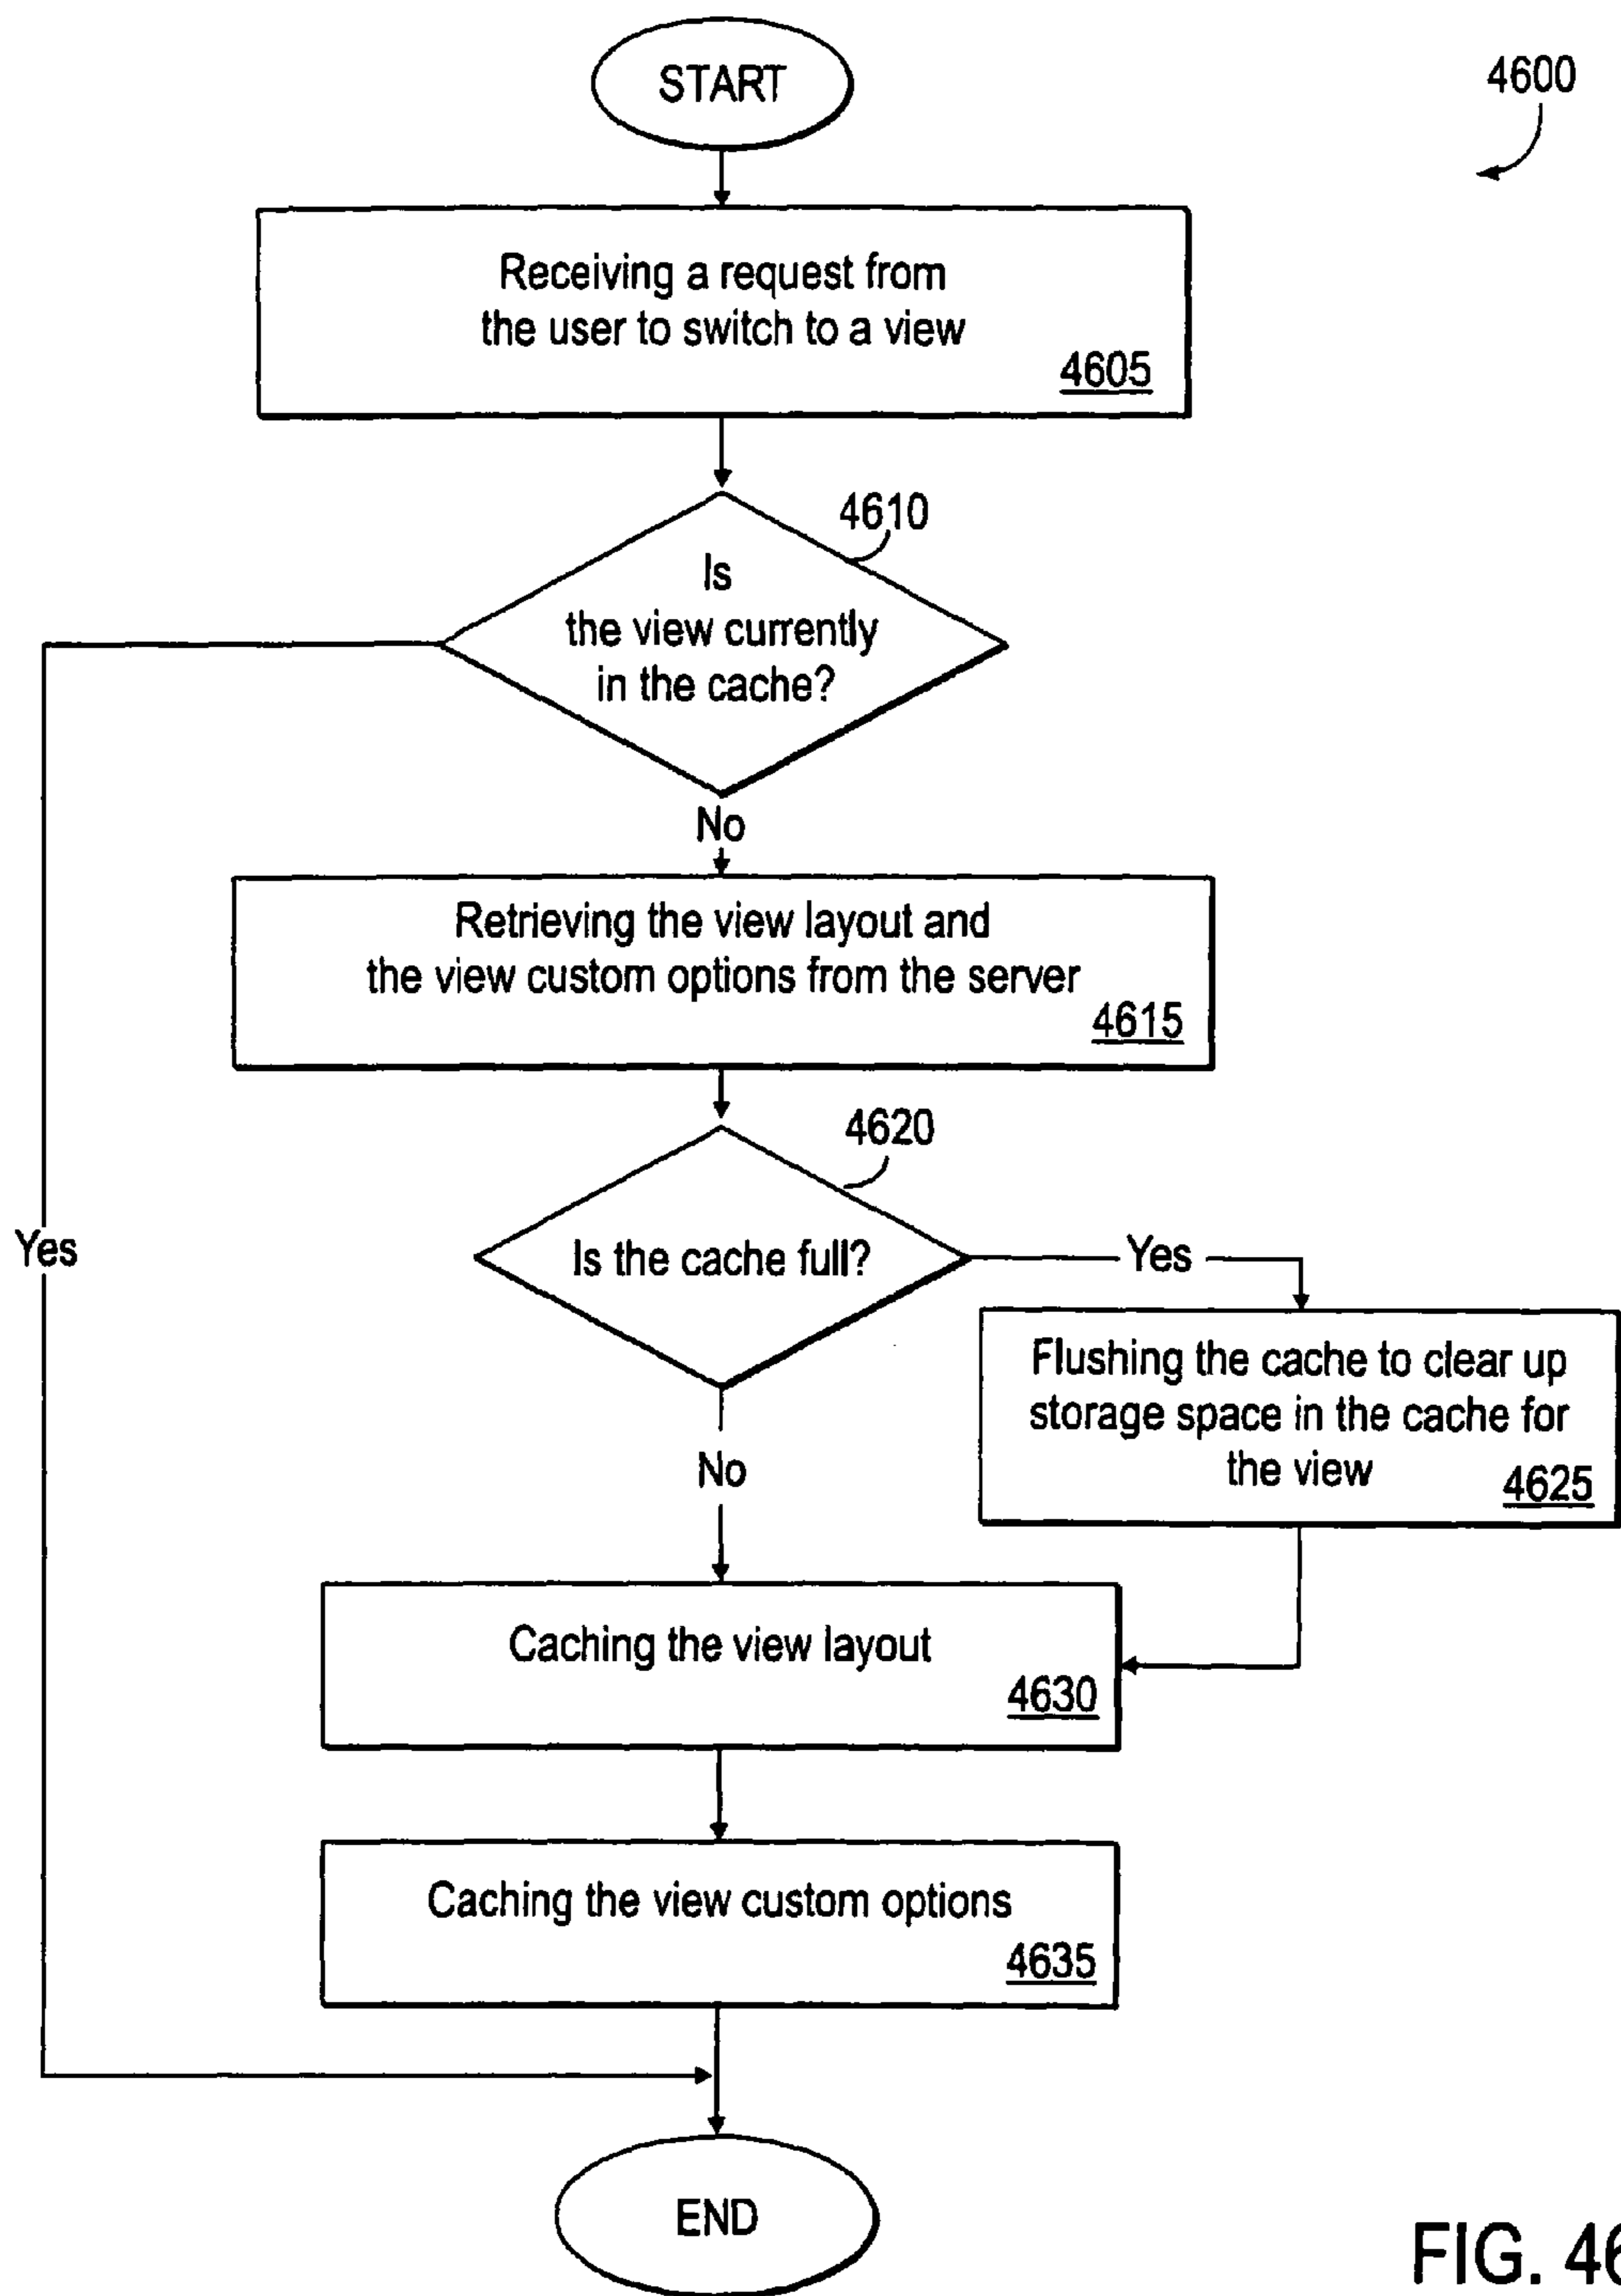 START
4600
Receiving a request from
the user to switch to a view
4605
4610
Is
the view currently
in the cache?
No
Retrieving the view layout and
the view custom options from the server
4615
4620
Yes
Is the cache full?
Yes
Flushing the cache to clear up
storage space in the cache for
the view
4625
No
Caching the view layout
4630
Caching the view custom options
4635
END
FIG. 46